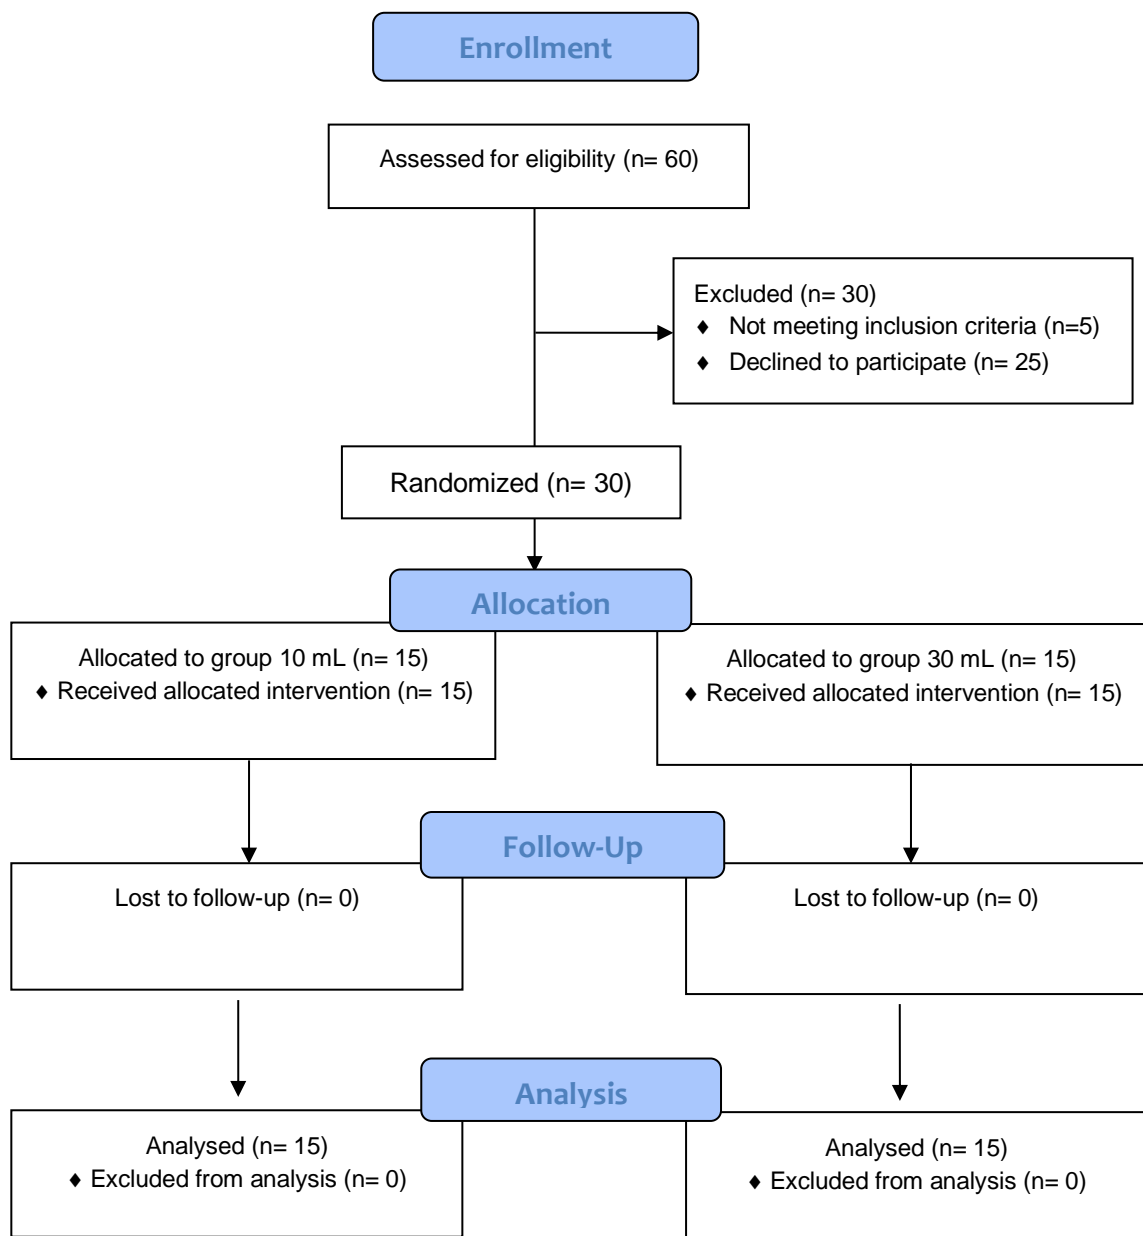 Enrollment
Assessed for eligibility (n= 60)
Excluded (n= 30)
♦ Not meeting inclusion criteria (n=5)
♦ Declined to participate (n= 25)
Randomized (n= 30)
Allocation
Allocated to group 10 mL (n= 15)
♦ Received allocated intervention (n= 15)
Allocated to group 30 mL (n= 15)
♦ Received allocated intervention (n= 15)
Follow-Up
Lost to follow-up (n= 0)
Lost to follow-up (n= 0)
Analysis
Analysed (n= 15)
♦ Excluded from analysis (n= 0)
Analysed (n= 15)
♦ Excluded from analysis (n= 0)